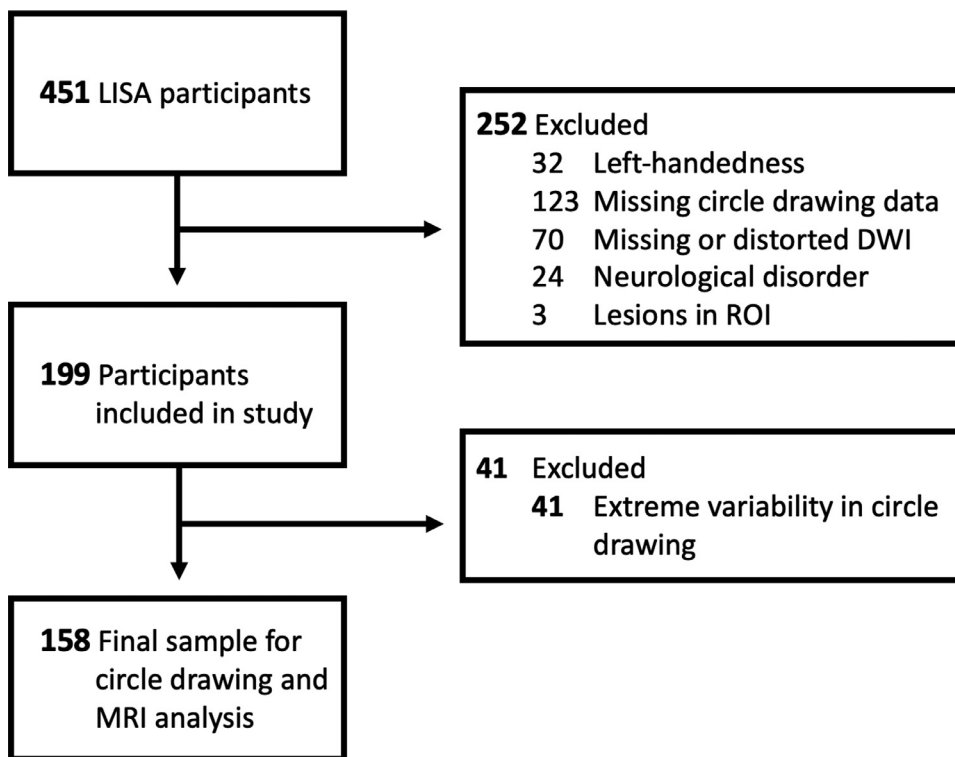 451 LISA participants
252 Excluded
32 Left-handedness
123 Missing circle drawing data
70 Missing or distorted DWI
24 Neurological disorder
3 Lesions in ROI
199 Participants
included in study
41 Excluded
41 Extreme variability in circle
drawing
158 Final sample for
circle drawing and
MRI analysis